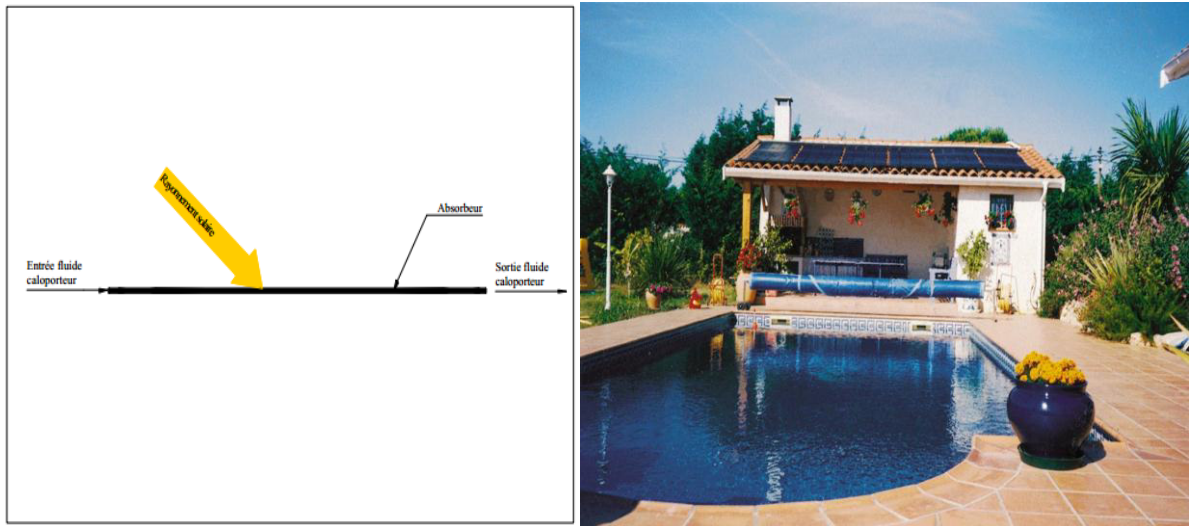 Rayonnement solaire
Absorbeur
Entrée fluide
caloporteur
Sortie fluide
caloporteur